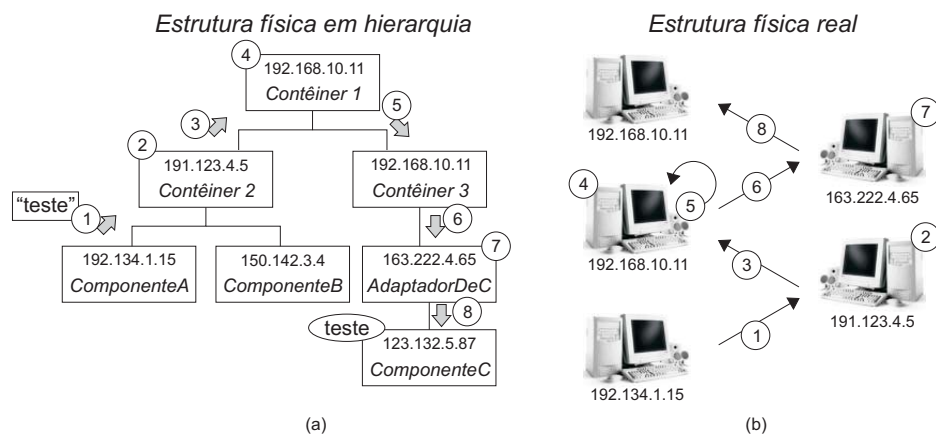 Estrutura física em hierarquia
4
192.168.10.11
Contêiner 1
3
5
2
191.123.4.5
Contêiner 2
192.168.10.11
Contêiner 3
"teste"
1
6
192.134.1.15
ComponenteA
150.142.3.4
ComponenteB
7
163.222.4.65
AdaptadorDeC
8
teste
123.132.5.87
ComponenteC
(a)
Estrutura física real
192.168.10.11
8
7
163.222.4.65
4
5
6
192.168.10.11
3
2
191.123.4.5
1
192.134.1.15
(b)